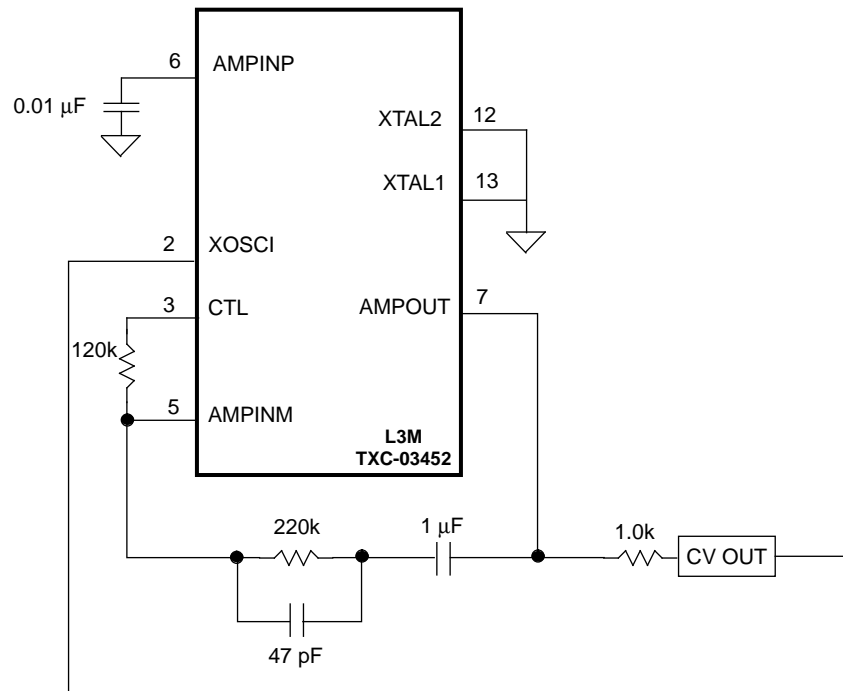 6
AMPINP
0.01 μF
XTAL2
12
XTAL1
13
2
XOSCI
3
CTL
AMPOUT
7
120k
5
AMPINM
L3M
TXC-03452
220k
1 μF
1.0k
CV OUT
47 pF